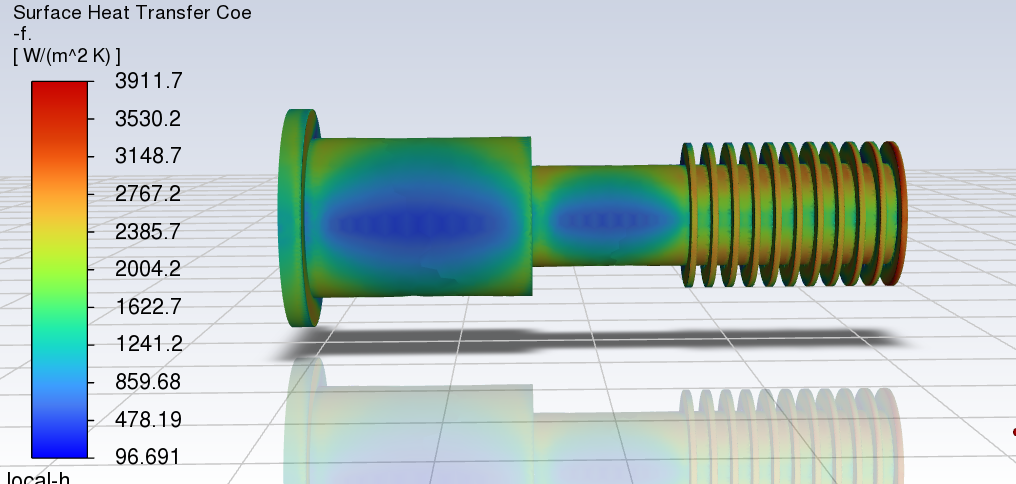 Surface Heat Transfer Coe
-f.
[ W/(m^2 K) ]
3911.7
3530.2
3148.7
2767.2
2385.7
2004.2
1622.7
1241.2
859.68
478.19
96.691
local-h